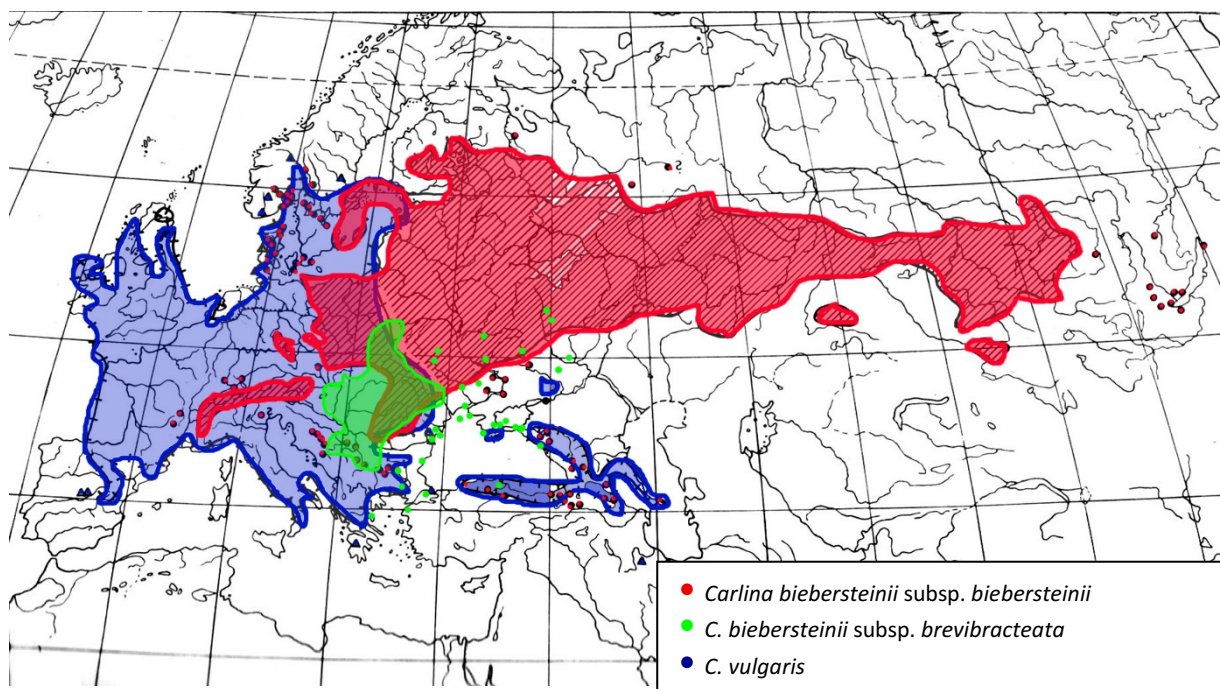 ?
?
?
Carlina biebersteinii subsp. biebersteinii
C. biebersteinii subsp. brevibracteata
C. vulgaris